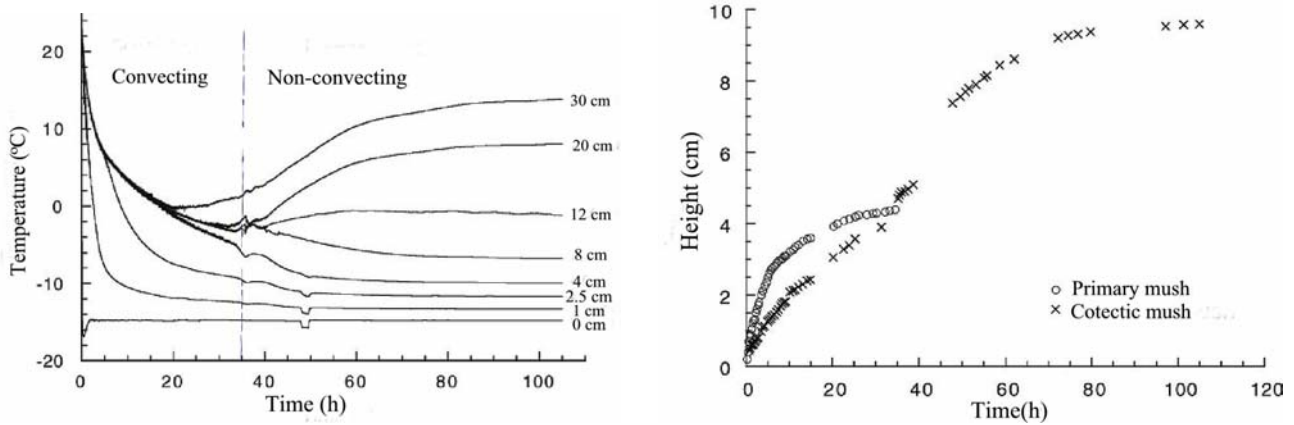 20
10
0
-10
-20
Temperature (°C)
Convecting
Non-convecting
30 cm
20 cm
12 cm
8 cm
4 cm
2.5 cm
1 cm
0 cm
0
20
40
60
80
100
Time (h)
10
8
6
4
2
0
Height (cm)
Primary mush
Cotectic mush
0
20
40
60
80
100
120
Time(h)